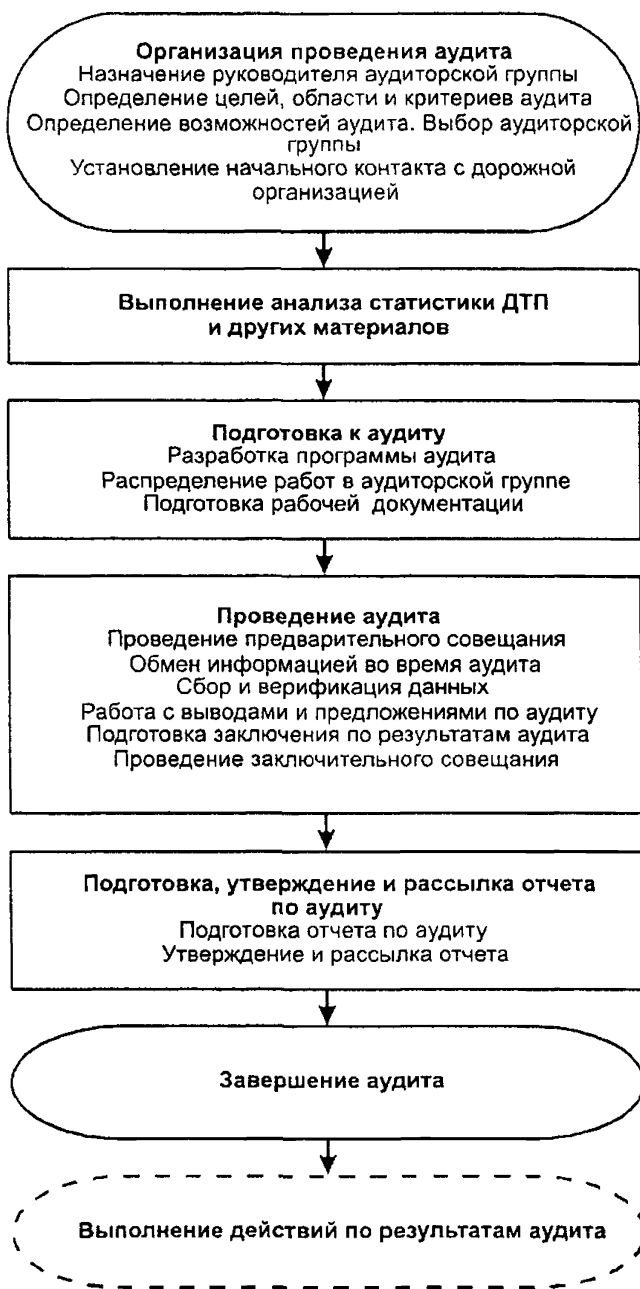 Организация проведения аудита
Назначение руководителя аудиторской группы
Определение целей, области и критериев аудита
Определение возможностей аудита. Выбор аудиторской
группы
Установление начального контакта с дорожной
организацией
Выполнение анализа статистики ДТП
и других материалов
Подготовка к аудиту
Разработка программы аудита
Распределение работ в аудиторской группе
Подготовка рабочей документации
Проведение аудита
Проведение предварительного совещания
Обмен информацией во время аудита
Сбор и верификация данных
Работа с выводами и предложениями по аудиту
Подготовка заключения по результатам аудита
Проведение заключительного совещания
Подготовка, утверждение и рассылка отчета
по аудиту
Подготовка отчета по аудиту
Утверждение и рассылка отчета
Завершение аудита
Выполнение действий по результатам аудита